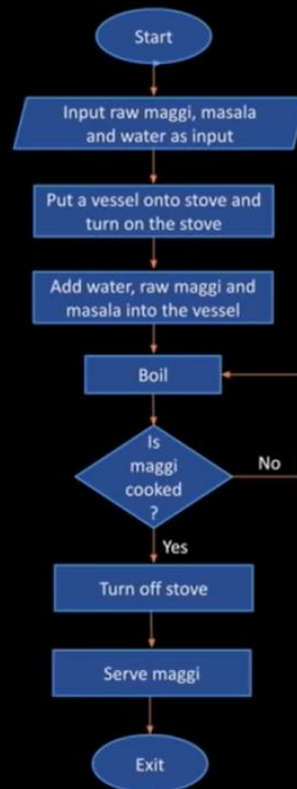 Start
Input raw maggi, masala
and water as input
Put a vessel onto stove and
turn on the stove
Add water, raw maggi and
masala into the vessel
Boil
Is
maggi
cooked
?
No
Yes
Turn off stove
Serve maggi
Exit